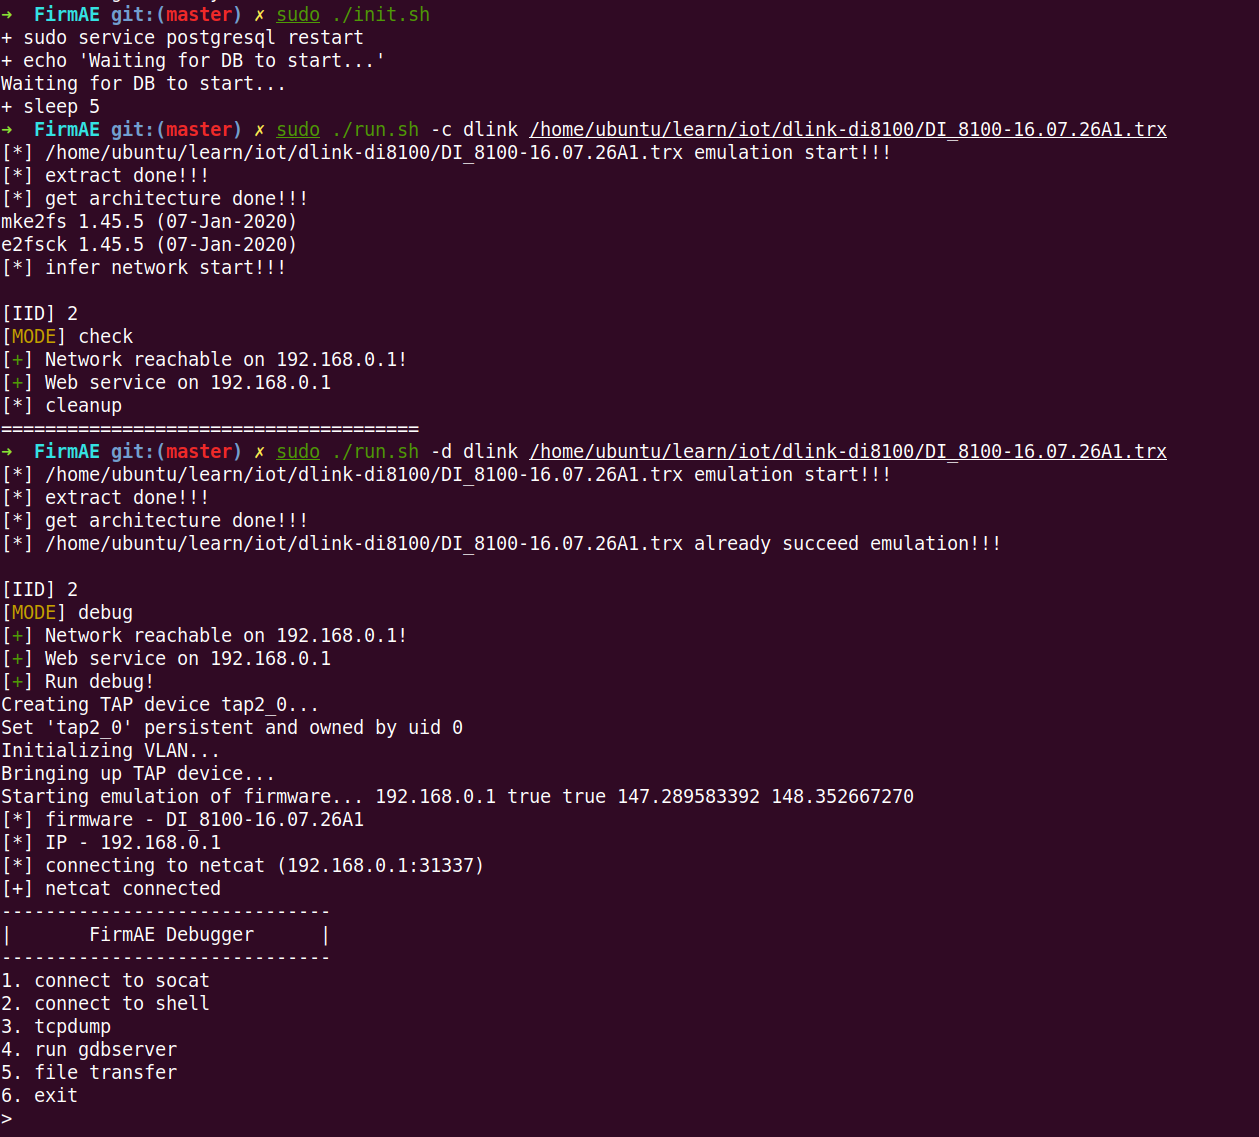 → FirmAE git:(master) ✗ sudo ./init.sh
+ sudo service postgresql restart
+ echo 'Waiting for DB to start...'
Waiting for DB to start...
+ sleep 5
→ FirmAE git:(master) ✗ sudo ./run.sh -c dlink /home/ubuntu/learn/iot/dlink-di8100/DI_8100-16.07.26A1.trx
[*] /home/ubuntu/learn/iot/dlink-di8100/DI_8100-16.07.26A1.trx emulation start!!!
[*] extract done!!!
[*] get architecture done!!!
mke2fs 1.45.5 (07-Jan-2020)
e2fsck 1.45.5 (07-Jan-2020)
[*] infer network start!!!
[IID] 2
[MODE] check
[+] Network reachable on 192.168.0.1!
[+] Web service on 192.168.0.1
[*] cleanup
======================================
→ FirmAE git:(master) ✗ sudo ./run.sh -d dlink /home/ubuntu/learn/iot/dlink-di8100/DI_8100-16.07.26A1.trx
[*] /home/ubuntu/learn/iot/dlink-di8100/DI_8100-16.07.26A1.trx emulation start!!!
[*] extract done!!!
[*] get architecture done!!!
[*] /home/ubuntu/learn/iot/dlink-di8100/DI_8100-16.07.26A1.trx already succeed emulation!!!
[IID] 2
[MODE] debug
[+] Network reachable on 192.168.0.1!
[+] Web service on 192.168.0.1
[+] Run debug!
Creating TAP device tap2_0...
Set 'tap2_0' persistent and owned by uid 0
Initializing VLAN...
Bringing up TAP device...
Starting emulation of firmware... 192.168.0.1 true true 147.289583392 148.352667270
[*] firmware - DI_8100-16.07.26A1
[*] IP - 192.168.0.1
[*] connecting to netcat (192.168.0.1:31337)
[+] netcat connected
------------------------------
|       FirmAE Debugger      |
------------------------------
1. connect to socat
2. connect to shell
3. tcpdump
4. run gdbserver
5. file transfer
6. exit
>